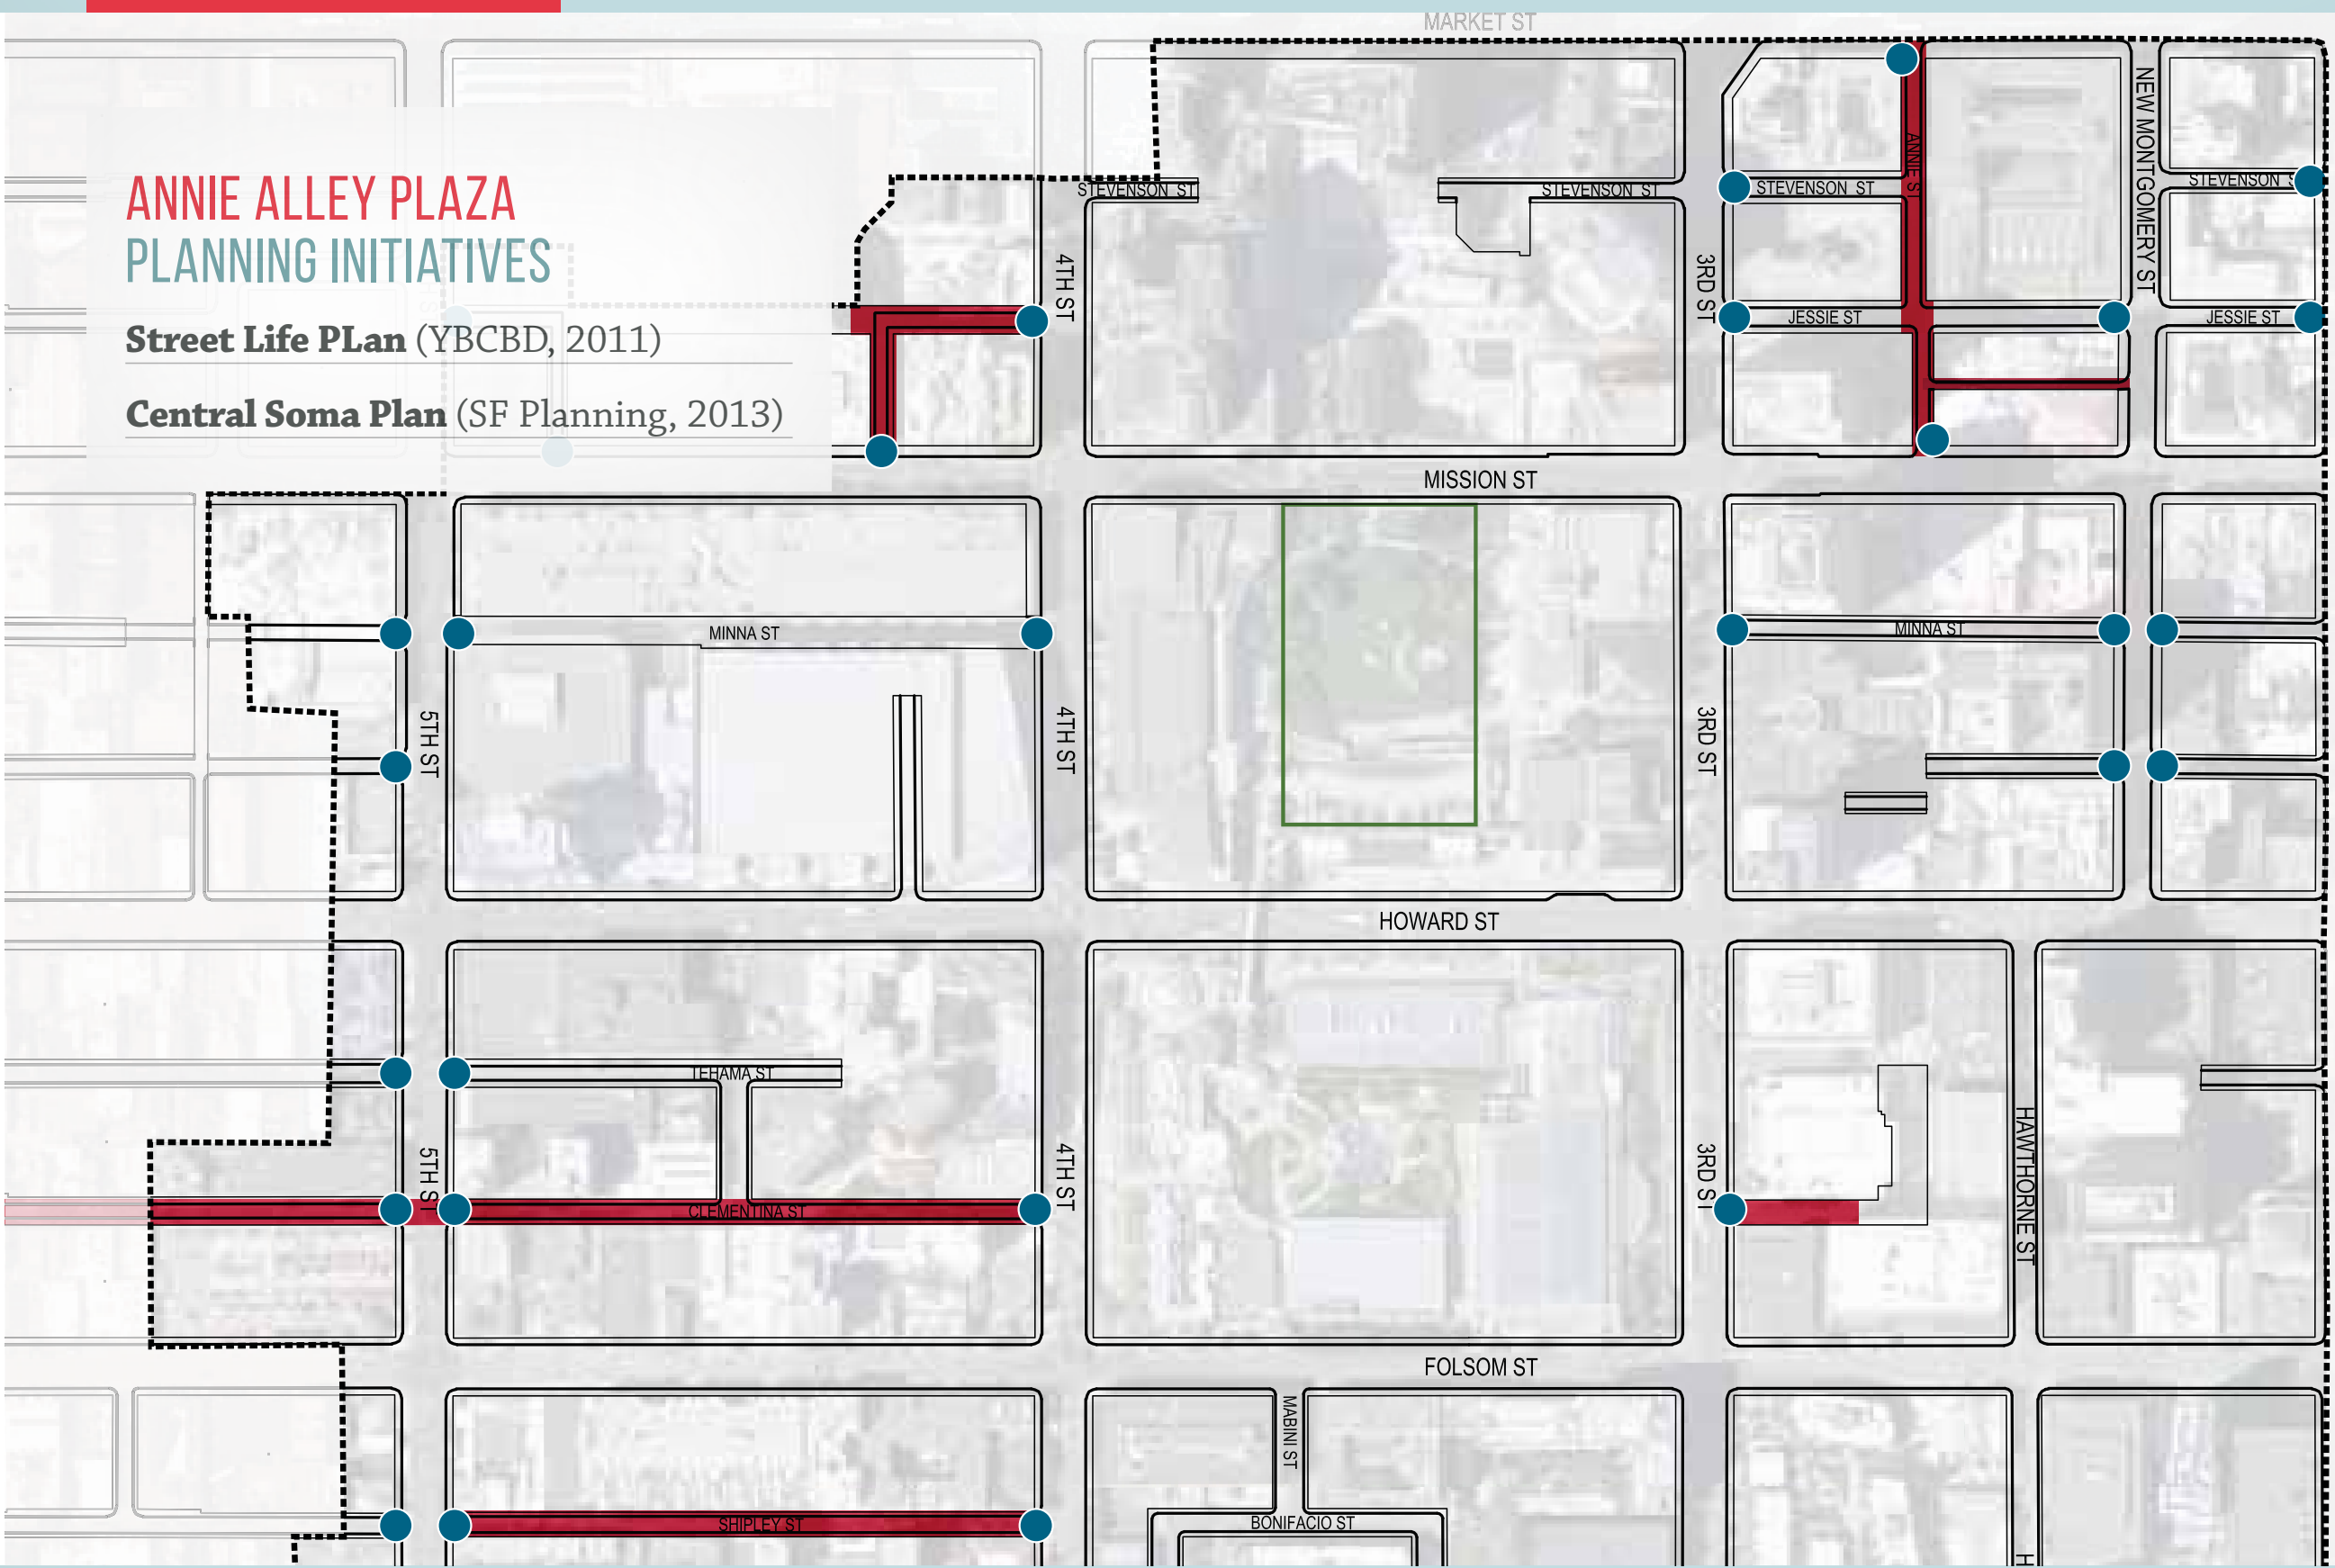 MARKET ST
ANNIE ALLEY PLAZA
PLANNING INITIATIVES
Street Life PLan (YBCBD, 2011)
Central Soma Plan (SF Planning, 2013)
STEVENSON ST
STEVENSON ST
STEVENSON ST
STEVENSON S
ANNIE ST
NEW MONTGOMERY ST
4TH ST
3RD ST
JESSIE ST
JESSIE ST
MISSION ST
MINNA ST
MINNA ST
5TH ST
4TH ST
3RD ST
HOWARD ST
TEHAMA ST
5TH ST
4TH ST
3RD ST
HAWTHORNE ST
CLEMENTINA ST
FOLSOM ST
MABINI ST
SHIPLEY ST
BONIFACIO ST
H